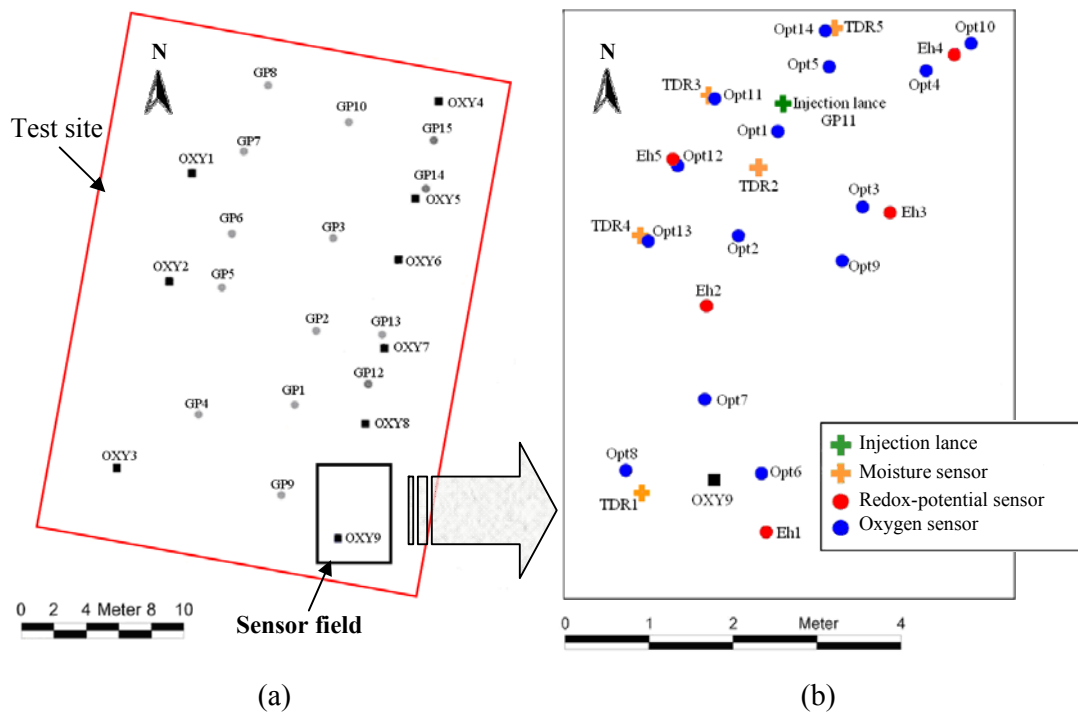 N
GP8
OXY4
GP10
GP15
Test site
GP7
OXY1
GP14
OXY5
GP6
GP3
OXY6
OXY2
GP5
GP2
GP13
OXY7
GP12
GP1
GP4
OXY8
OXY3
GP9
OXY9
0 2 4 Meter 8 10
Sensor field
(a)
N
Opt14
TDR5
Opt10
Eh4
Opt5
Opt4
TDR3
Opt11
Injection lance
GP11
Opt1
Eh5
Opt12
TDR2
Opt3
Eh3
TDR4
Opt13
Opt2
Opt9
Eh2
Opt7
Opt8
Opt6
TDR1
OXY9
Eh1
Injection lance
Moisture sensor
Redox-potential sensor
Oxygen sensor
0 1 2 Meter 4
(b)